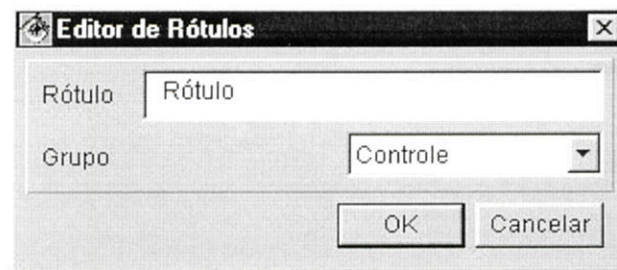 Editor de Rótulos
Rótulo Rótulo
Grupo Controle
OK Cancelar